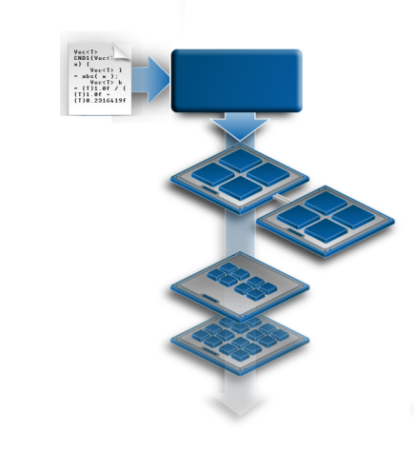 Vec<T>
CND1(Vec<T>
x) {
Vec<T> l
= abs( x );
Vec<T> k
= (T)1.0f / (
(T)1.0f +
(T)0.2316419f